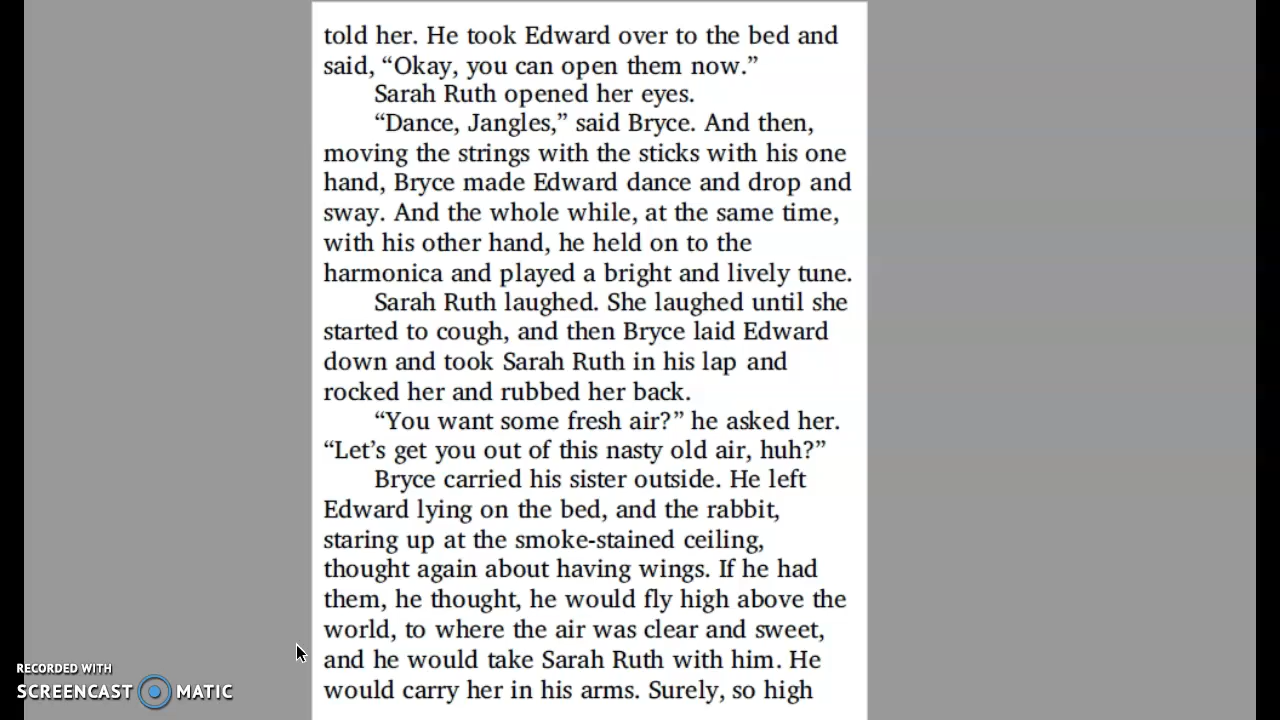 told her. He took Edward over to the bed and
said, “Okay, you can open them now.”
Sarah Ruth opened her eyes.
“Dance, Jangles,” said Bryce. And then,
moving the strings with the sticks with his one
hand, Bryce made Edward dance and drop and
sway. And the whole while, at the same time,
with his other hand, he held on to the
harmonica and played a bright and lively tune.
Sarah Ruth laughed. She laughed until she
started to cough, and then Bryce laid Edward
down and took Sarah Ruth in his lap and
rocked her and rubbed her back.
“You want some fresh air?” he asked her.
“Let’s get you out of this nasty old air, huh?”
Bryce carried his sister outside. He left
Edward lying on the bed, and the rabbit,
staring up at the smoke-stained ceiling,
thought again about having wings. If he had
them, he thought, he would fly high above the
world, to where the air was clear and sweet,
and he would take Sarah Ruth with him. He
would carry her in his arms. Surely, so high
RECORDED WITH
SCREENCAST MATIC